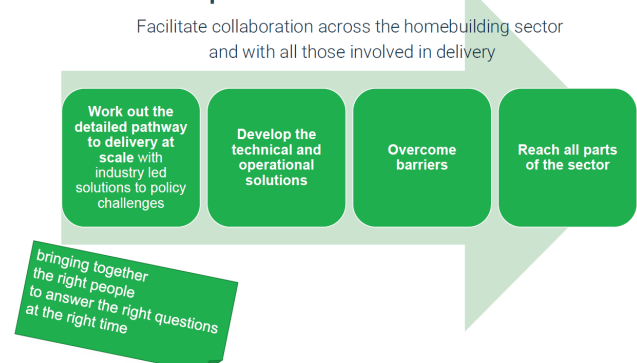 Facilitate collaboration across the homebuilding sector
and with all those involved in delivery
Work out the
detailed pathway
to delivery at
scale with
industry led
solutions to policy
challenges
Develop the
technical and
operational
solutions
Overcome
barriers
Reach all parts
of the sector
bringing together
the right people
to answer the right questions
at the right time